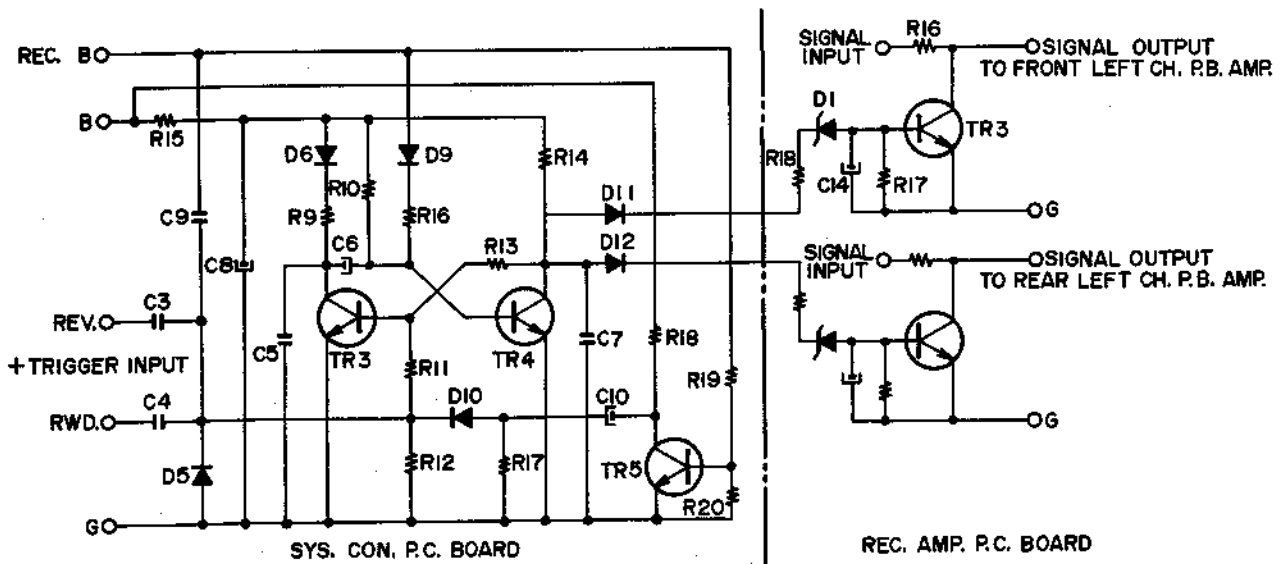 REC. B
B
R15
D6
R10
D9
R14
R9
R16
C9
C6
C8
R13
D11
D12
C3
REV.
+TRIGGER INPUT
C5
TR3
TR4
C7
R18
R19
R11
C4
RWD.
D10
C10
D5
R12
R17
TR5
R20
G
SYS. CON. P.C. BOARD
SIGNAL
INPUT
R16
SIGNAL OUTPUT
TO FRONT LEFT CH. P.B. AMP.
D1
TR3
R18
C14
R17
G
SIGNAL
INPUT
SIGNAL OUTPUT
TO REAR LEFT CH. P.B. AMP.
G
REC. AMP. P.C. BOARD